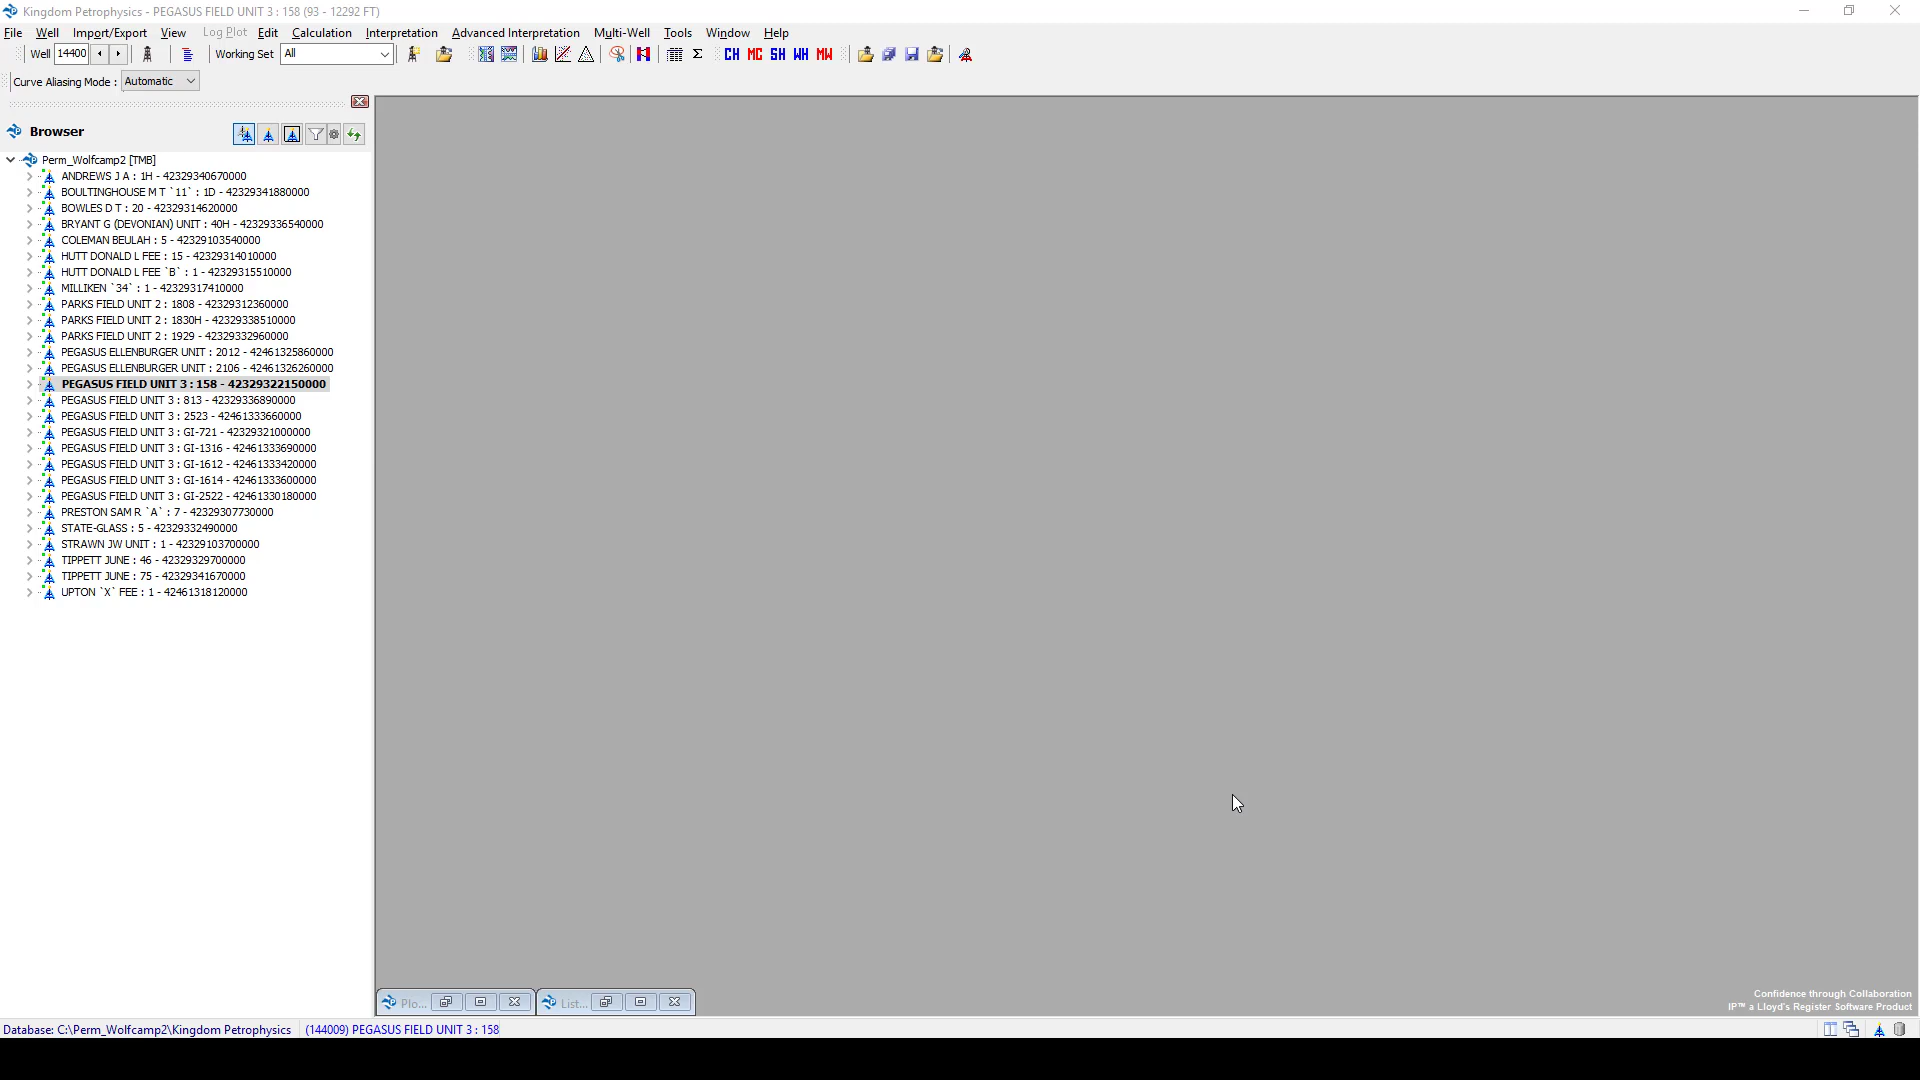 Kingdom Petrophysics - PEGASUS FIELD UNIT 3 : 158 (93 - 12292 FT)
File Well Import/Export View Log Plot Edit Calculation Interpretation Advanced Interpretation Multi-Well Tools Window Help
Well 14400 Working Set All Σ CH MC SH WH MW
Curve Aliasing Mode : Automatic
Browser
Perm_Wolfcamp2 [TMB]
ANDREWS J A : 1H - 42329340670000
BOULTINGHOUSE M T `11` : 1D - 42329341880000
BOWLES D T : 20 - 42329314620000
BRYANT G (DEVONIAN) UNIT : 40H - 42329336540000
COLEMAN BEULAH : 5 - 42329103540000
HUTT DONALD L FEE : 15 - 42329314010000
HUTT DONALD L FEE `B` : 1 - 42329315510000
MILLIKEN `34` : 1 - 42329317410000
PARKS FIELD UNIT 2 : 1808 - 42329312360000
PARKS FIELD UNIT 2 : 1830H - 42329338510000
PARKS FIELD UNIT 2 : 1929 - 42329332960000
PEGASUS ELLENBURGER UNIT : 2012 - 42461325860000
PEGASUS ELLENBURGER UNIT : 2106 - 42461326260000
PEGASUS FIELD UNIT 3 : 158 - 42329322150000
PEGASUS FIELD UNIT 3 : 813 - 42329336890000
PEGASUS FIELD UNIT 3 : 2523 - 42461333660000
PEGASUS FIELD UNIT 3 : GI-721 - 42329321000000
PEGASUS FIELD UNIT 3 : GI-1316 - 42461333690000
PEGASUS FIELD UNIT 3 : GI-1612 - 42461333420000
PEGASUS FIELD UNIT 3 : GI-1614 - 42461333600000
PEGASUS FIELD UNIT 3 : GI-2522 - 42461330180000
PRESTON SAM R `A` : 7 - 42329307730000
STATE-GLASS : 5 - 42329332490000
STRAWN JW UNIT : 1 - 42329103700000
TIPPETT JUNE : 46 - 42329329700000
TIPPETT JUNE : 75 - 42329341670000
UPTON `X` FEE : 1 - 42461318120000
Plo... List...
Confidence through Collaboration
IP™ a Lloyd's Register Software Product
Database: C:\Perm_Wolfcamp2\Kingdom Petrophysics (144009) PEGASUS FIELD UNIT 3 : 158